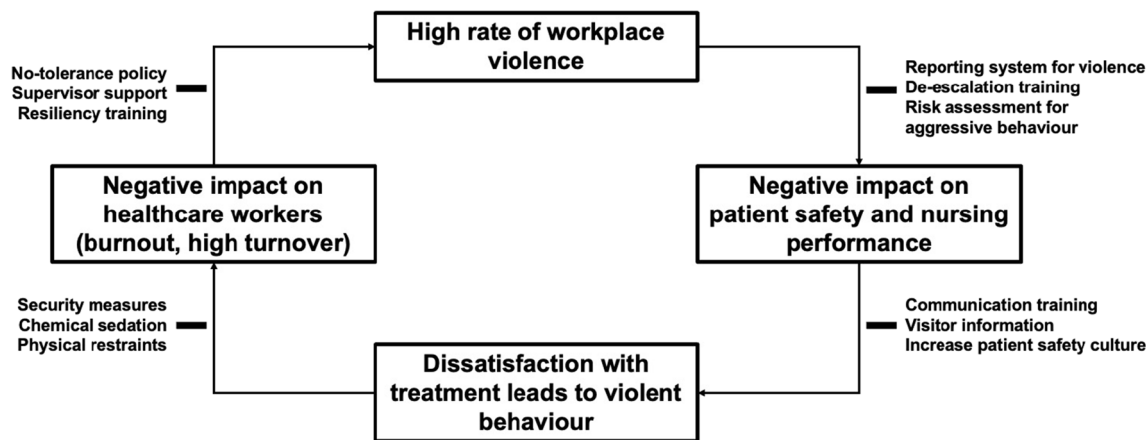 High rate of workplace
violence
No-tolerance policy
Supervisor support
Resiliency training
Reporting system for violence
De-escalation training
Risk assessment for
aggressive behaviour
Negative impact on
healthcare workers
(burnout, high turnover)
Negative impact on
patient safety and nursing
performance
Security measures
Chemical sedation
Physical restraints
Communication training
Visitor information
Increase patient safety culture
Dissatisfaction with
treatment leads to violent
behaviour